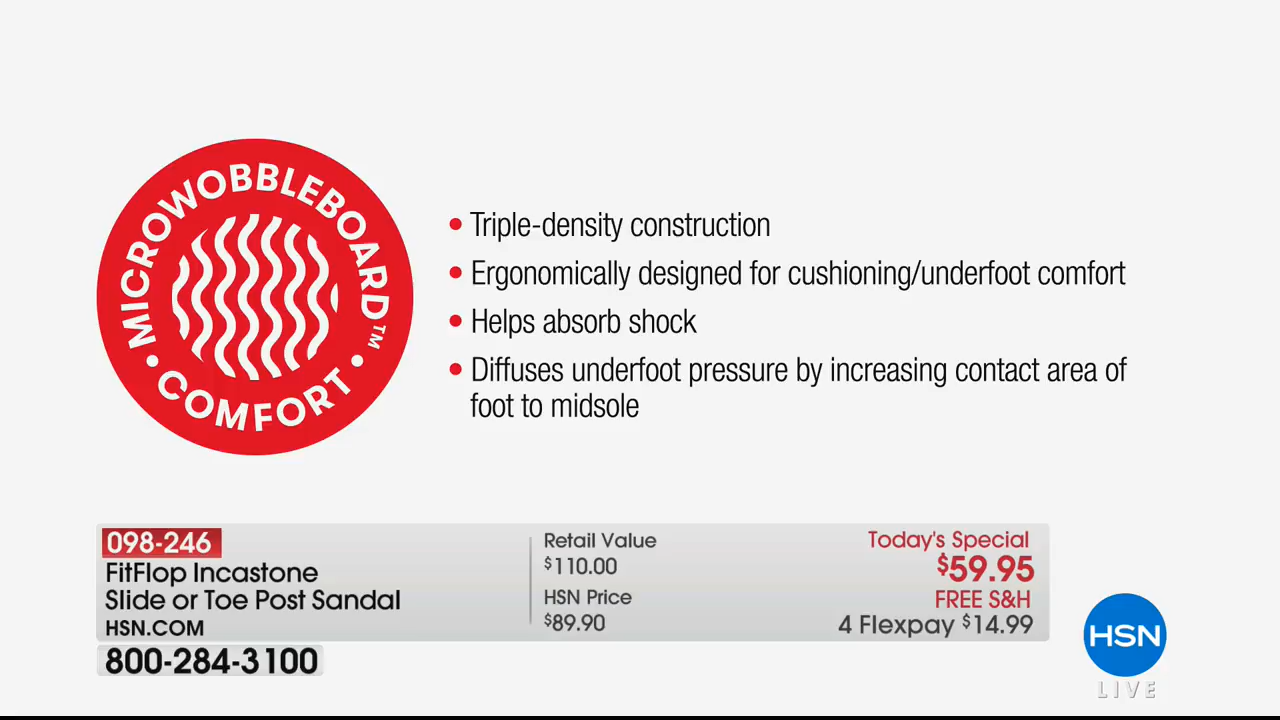 MICROWOBBLEBOARD™
• COMFORT •
• Triple-density construction
• Ergonomically designed for cushioning/underfoot comfort
• Helps absorb shock
• Diffuses underfoot pressure by increasing contact area of
foot to midsole
098-246
FitFlop Incastone
Slide or Toe Post Sandal
HSN.COM
800-284-3100
Retail Value
$110.00
HSN Price
$89.90
Today's Special
$59.95
FREE S&H
4 Flexpay $14.99
HSN
LIVE